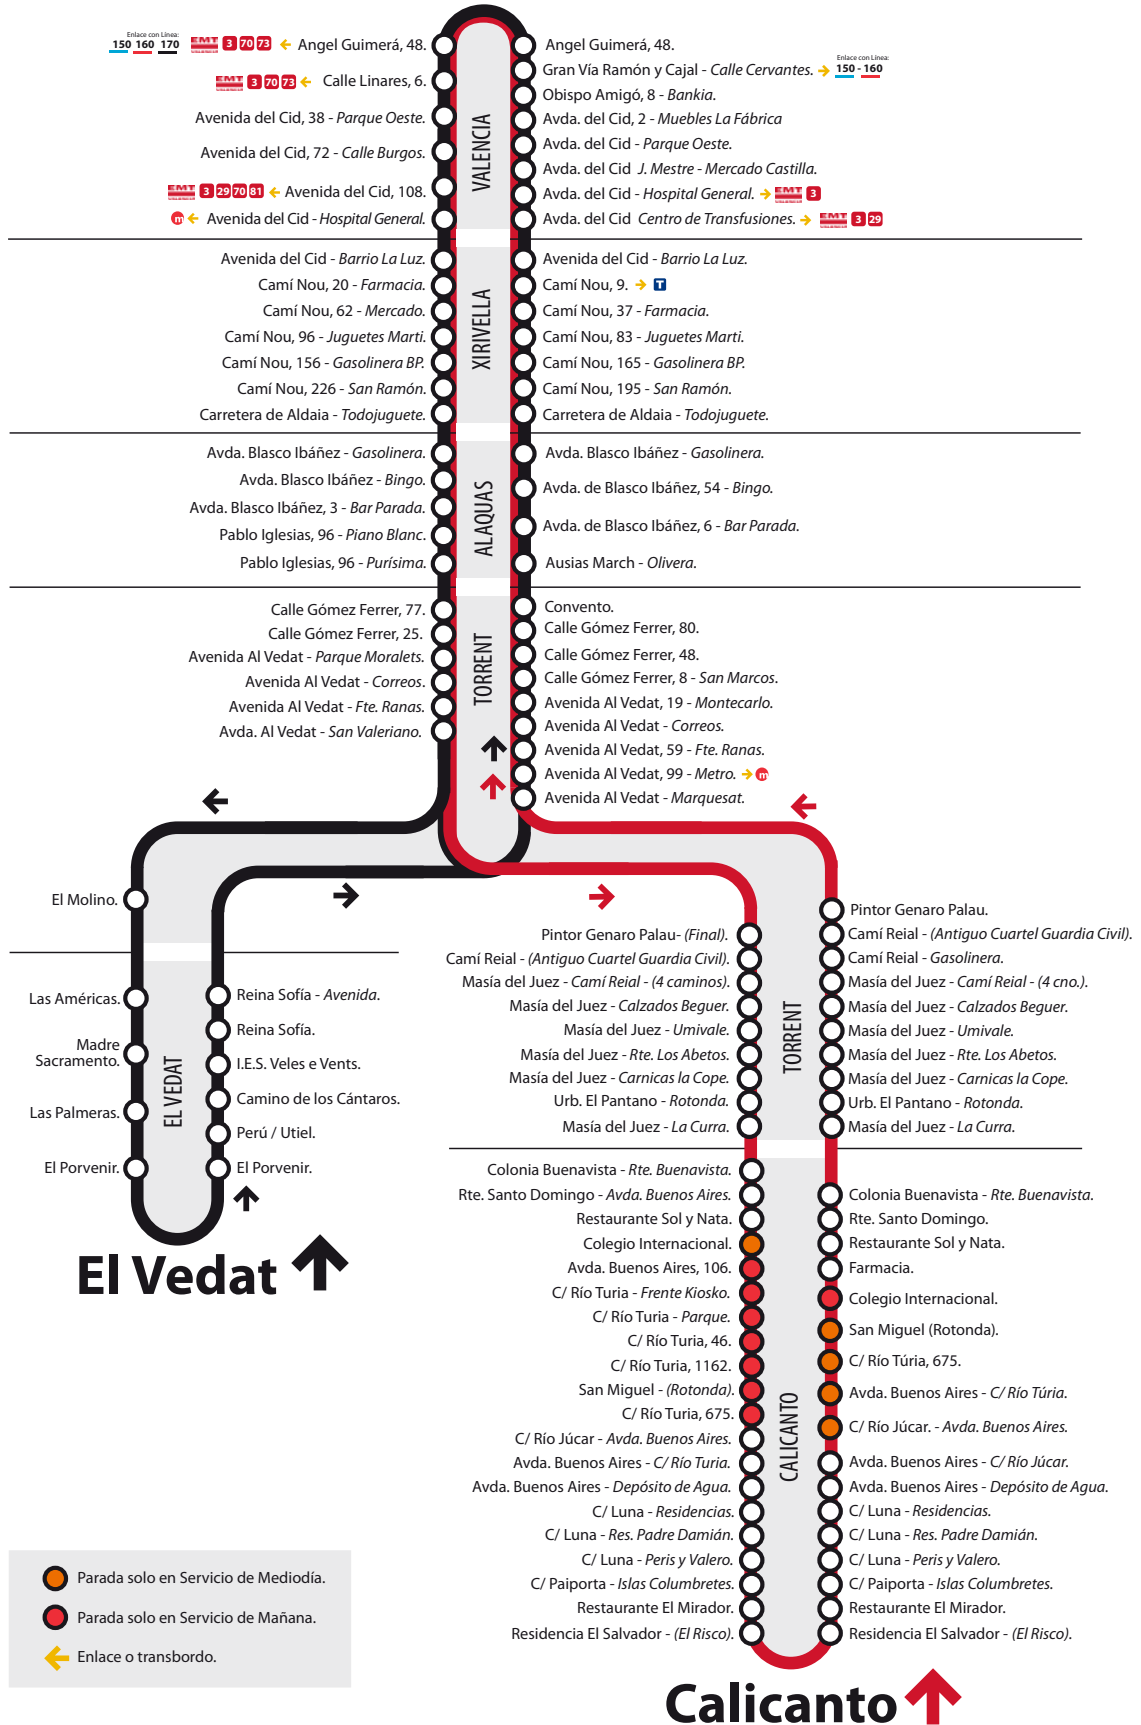 Enlace con Línea:
150 160 170
EMT 3 70 73
Angel Guimerá, 48.
EMT 3 70 73
Calle Linares, 6.
Avenida del Cid, 38 - Parque Oeste.
Avenida del Cid, 72 - Calle Burgos.
EMT 3 29 70 81
Avenida del Cid, 108.
m
Avenida del Cid - Hospital General.
VALENCIA
Angel Guimerá, 48.
Gran Vía Ramón y Cajal - Calle Cervantes.
Enlace con Línea:
150 - 160
Obispo Amigó, 8 - Bankia.
Avda. del Cid, 2 - Muebles La Fábrica
Avda. del Cid - Parque Oeste.
Avda. del Cid J. Mestre - Mercado Castilla.
Avda. del Cid - Hospital General.
EMT 3
Avda. del Cid Centro de Transfusiones.
EMT 3 29
Avenida del Cid - Barrio La Luz.
Camí Nou, 20 - Farmacia.
Camí Nou, 62 - Mercado.
Camí Nou, 96 - Juguetes Marti.
Camí Nou, 156 - Gasolinera BP.
Camí Nou, 226 - San Ramón.
Carretera de Aldaia - Todojuguete.
XIRIVELLA
Avenida del Cid - Barrio La Luz.
Camí Nou, 9.
T
Camí Nou, 37 - Farmacia.
Camí Nou, 83 - Juguetes Marti.
Camí Nou, 165 - Gasolinera BP.
Camí Nou, 195 - San Ramón.
Carretera de Aldaia - Todojuguete.
Avda. Blasco Ibáñez - Gasolinera.
Avda. Blasco Ibáñez - Bingo.
Avda. Blasco Ibáñez, 3 - Bar Parada.
Pablo Iglesias, 96 - Piano Blanc.
Pablo Iglesias, 96 - Purísima.
ALAQUAS
Avda. Blasco Ibáñez - Gasolinera.
Avda. de Blasco Ibáñez, 54 - Bingo.
Avda. de Blasco Ibáñez, 6 - Bar Parada.
Ausias March - Olivera.
Calle Gómez Ferrer, 77.
Calle Gómez Ferrer, 25.
Avenida Al Vedat - Parque Moralets.
Avenida Al Vedat - Correos.
Avenida Al Vedat - Fte. Ranas.
Avda. Al Vedat - San Valeriano.
TORRENT
Convento.
Calle Gómez Ferrer, 80.
Calle Gómez Ferrer, 48.
Calle Gómez Ferrer, 8 - San Marcos.
Avenida Al Vedat, 19 - Montecarlo.
Avenida Al Vedat - Correos.
Avenida Al Vedat, 59 - Fte. Ranas.
Avenida Al Vedat, 99 - Metro.
m
Avenida Al Vedat - Marquesat.
El Molino.
Las Américas.
Madre
Sacramento.
Las Palmeras.
El Porvenir.
EL VEDAT
Reina Sofía - Avenida.
Reina Sofía.
I.E.S. Veles e Vents.
Camino de los Cántaros.
Perú / Utiel.
El Porvenir.
El Vedat
Pintor Genaro Palau- (Final).
Camí Reial - (Antiguo Cuartel Guardia Civil).
Masía del Juez - Camí Reial - (4 caminos).
Masía del Juez - Calzados Beguer.
Masía del Juez - Umivale.
Masía del Juez - Rte. Los Abetos.
Masía del Juez - Carnicas la Cope.
Urb. El Pantano - Rotonda.
Masía del Juez - La Curra.
TORRENT
Pintor Genaro Palau.
Camí Reial - (Antiguo Cuartel Guardia Civil).
Camí Reial - Gasolinera.
Masía del Juez - Camí Reial - (4 cno.).
Masía del Juez - Calzados Beguer.
Masía del Juez - Umivale.
Masía del Juez - Rte. Los Abetos.
Masía del Juez - Carnicas la Cope.
Urb. El Pantano - Rotonda.
Masía del Juez - La Curra.
Colonia Buenavista - Rte. Buenavista.
Rte. Santo Domingo - Avda. Buenos Aires.
Restaurante Sol y Nata.
Colegio Internacional.
Avda. Buenos Aires, 106.
C/ Río Turia - Frente Kiosko.
C/ Río Turia - Parque.
C/ Río Turia, 46.
C/ Río Turia, 1162.
San Miguel - (Rotonda).
C/ Río Turia, 675.
C/ Río Júcar - Avda. Buenos Aires.
Avda. Buenos Aires - C/ Río Turia.
Avda. Buenos Aires - Depósito de Agua.
C/ Luna - Residencias.
C/ Luna - Res. Padre Damián.
C/ Luna - Peris y Valero.
C/ Paiporta - Islas Columbretes.
Restaurante El Mirador.
Residencia El Salvador - (El Risco).
CALICANTO
Colonia Buenavista - Rte. Buenavista.
Rte. Santo Domingo.
Restaurante Sol y Nata.
Farmacia.
Colegio Internacional.
San Miguel (Rotonda).
C/ Río Túria, 675.
Avda. Buenos Aires - C/ Río Túria.
C/ Río Júcar. - Avda. Buenos Aires.
Avda. Buenos Aires - C/ Río Júcar.
Avda. Buenos Aires - Depósito de Agua.
C/ Luna - Residencias.
C/ Luna - Res. Padre Damián.
C/ Luna - Peris y Valero.
C/ Paiporta - Islas Columbretes.
Restaurante El Mirador.
Residencia El Salvador - (El Risco).
Calicanto
Parada solo en Servicio de Mediodía.
Parada solo en Servicio de Mañana.
Enlace o transbordo.